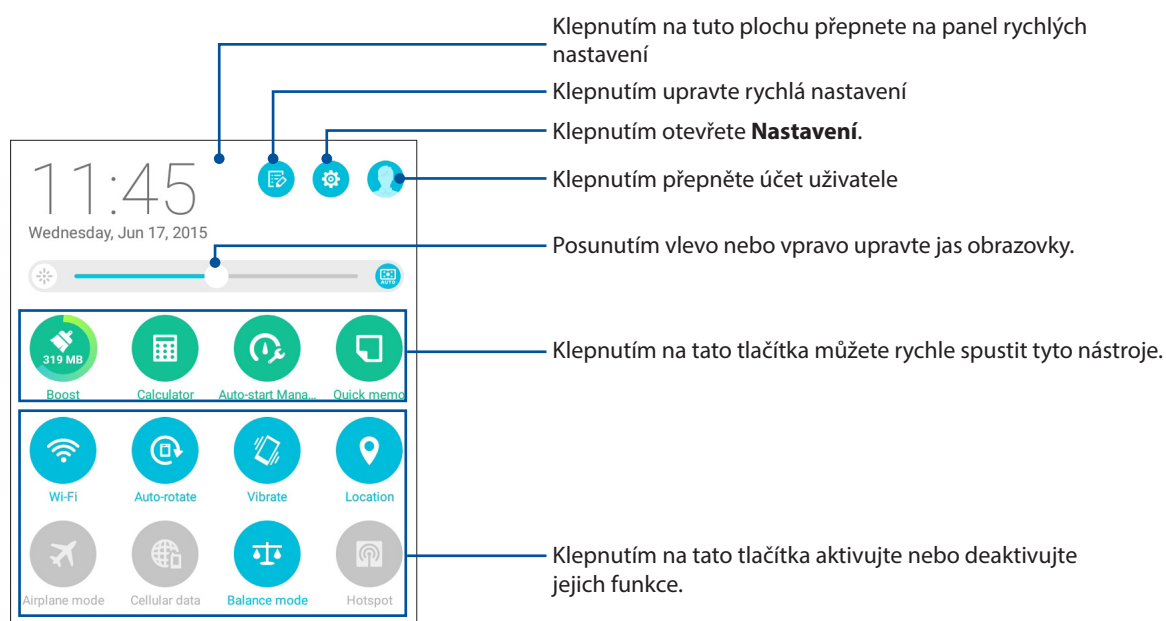 Klepnutím na tuto plochu přepnete na panel rychlých
nastavení
Klepnutím upravte rychlá nastavení
Klepnutím otevřete Nastavení.
Klepnutím přepněte účet uživatele
Posunutím vlevo nebo vpravo upravte jas obrazovky.
Klepnutím na tato tlačítka můžete rychle spustit tyto nástroje.
Klepnutím na tato tlačítka aktivujte nebo deaktivujte
jejich funkce.
11:45
Wednesday, Jun 17, 2015
AUTO
319 MB
Boost Calculator Auto-start Mana... Quick memo
Wi-Fi Auto-rotate Vibrate Location
Airplane mode Cellular data Balance mode Hotspot